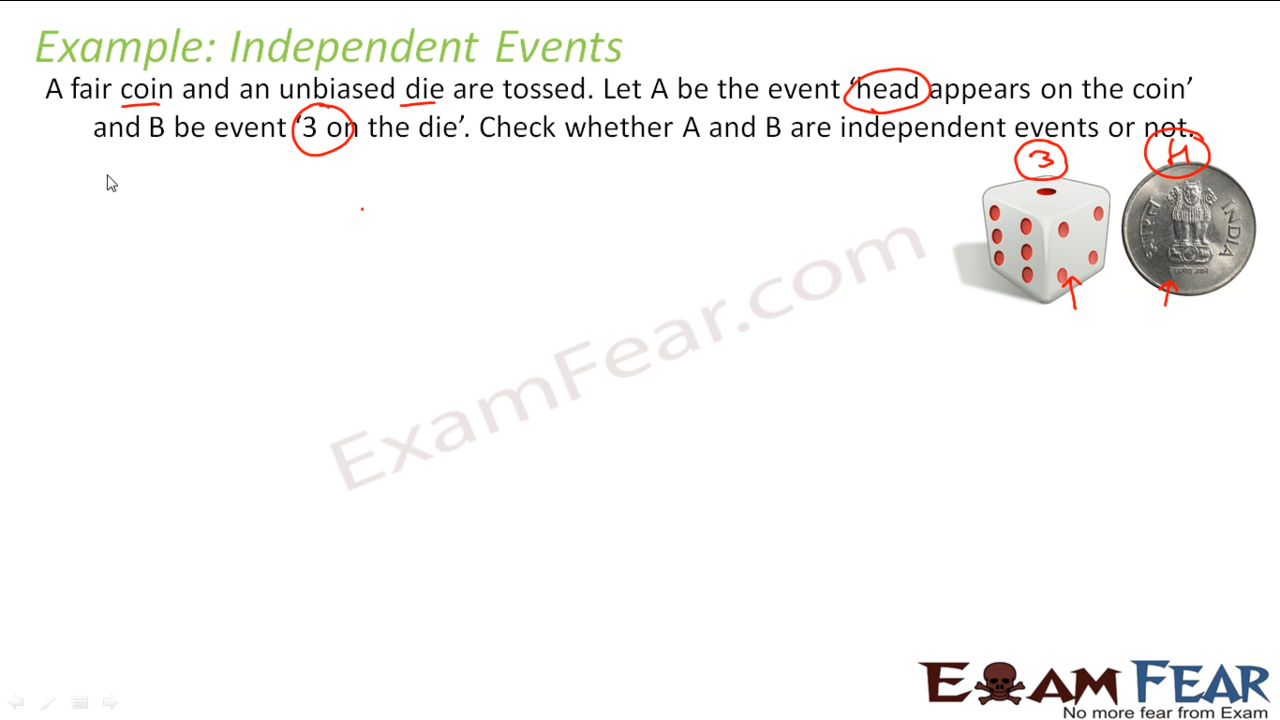 Example: Independent Events
A fair coin and an unbiased die are tossed. Let A be the event ‘head appears on the coin’
and B be event ‘3 on the die’. Check whether A and B are independent events or not.
3 H
भारत INDIA
ExamFear.com
EXAM FEAR
No more fear from Exam